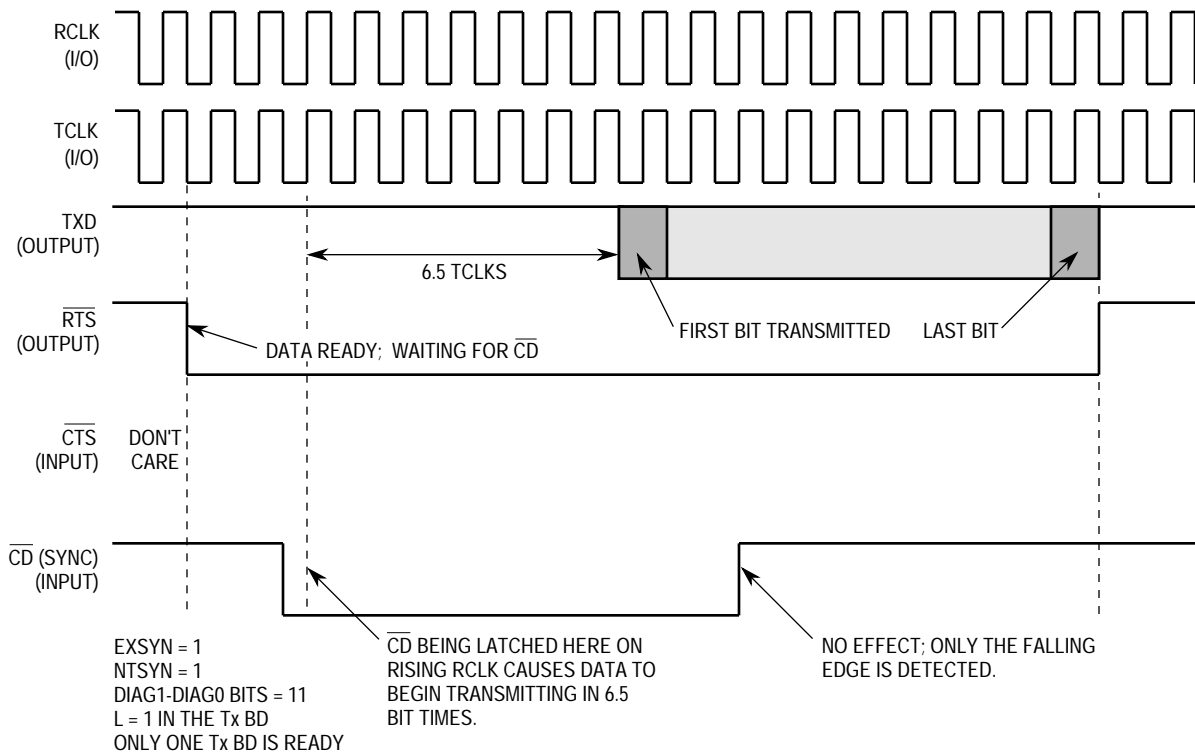 RCLK
(I/O)
TCLK
(I/O)
TXD
(OUTPUT)
6.5 TCLKS
FIRST BIT TRANSMITTED
LAST BIT
RTS
(OUTPUT)
DATA READY; WAITING FOR CD
CTS
(INPUT)
DON'T
CARE
CD (SYNC)
(INPUT)
EXSYN = 1
NTSYN = 1
DIAG1-DIAG0 BITS = 11
L = 1 IN THE Tx BD
ONLY ONE Tx BD IS READY
CD BEING LATCHED HERE ON
RISING RCLK CAUSES DATA TO
BEGIN TRANSMITTING IN 6.5
BIT TIMES.
NO EFFECT; ONLY THE FALLING
EDGE IS DETECTED.